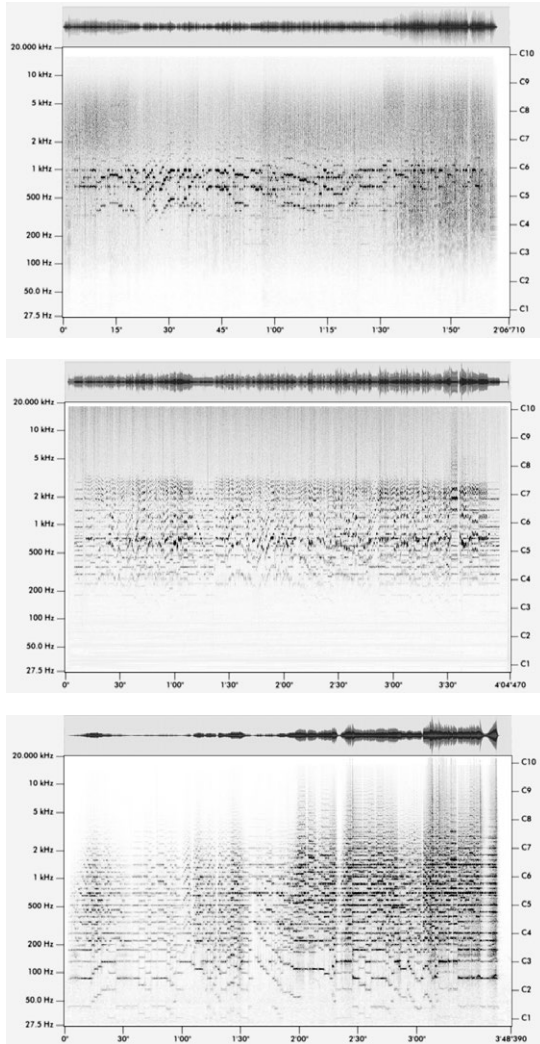 20.000 kHz
10 kHz
5 kHz
2 kHz
1 kHz
500 Hz
200 Hz
100 Hz
50.0 Hz
27.5 Hz
C10
C9
C8
C7
C6
C5
C4
C3
C2
C1
0" 15" 30" 45" 1'00" 1'15" 1'30" 1'50" 2'06"710
20.000 kHz
10 kHz
5 kHz
2 kHz
1 kHz
500 Hz
200 Hz
100 Hz
50.0 Hz
27.5 Hz
C10
C9
C8
C7
C6
C5
C4
C3
C2
C1
0" 30" 1'00" 1'30" 2'00" 2'30" 3'00" 3'30" 4'04"470
20.000 kHz
10 kHz
5 kHz
2 kHz
1 kHz
500 Hz
200 Hz
100 Hz
50.0 Hz
27.5 Hz
C10
C9
C8
C7
C6
C5
C4
C3
C2
C1
0" 30" 1'00" 1'30" 2'00" 2'30" 3'00" 3'48"390